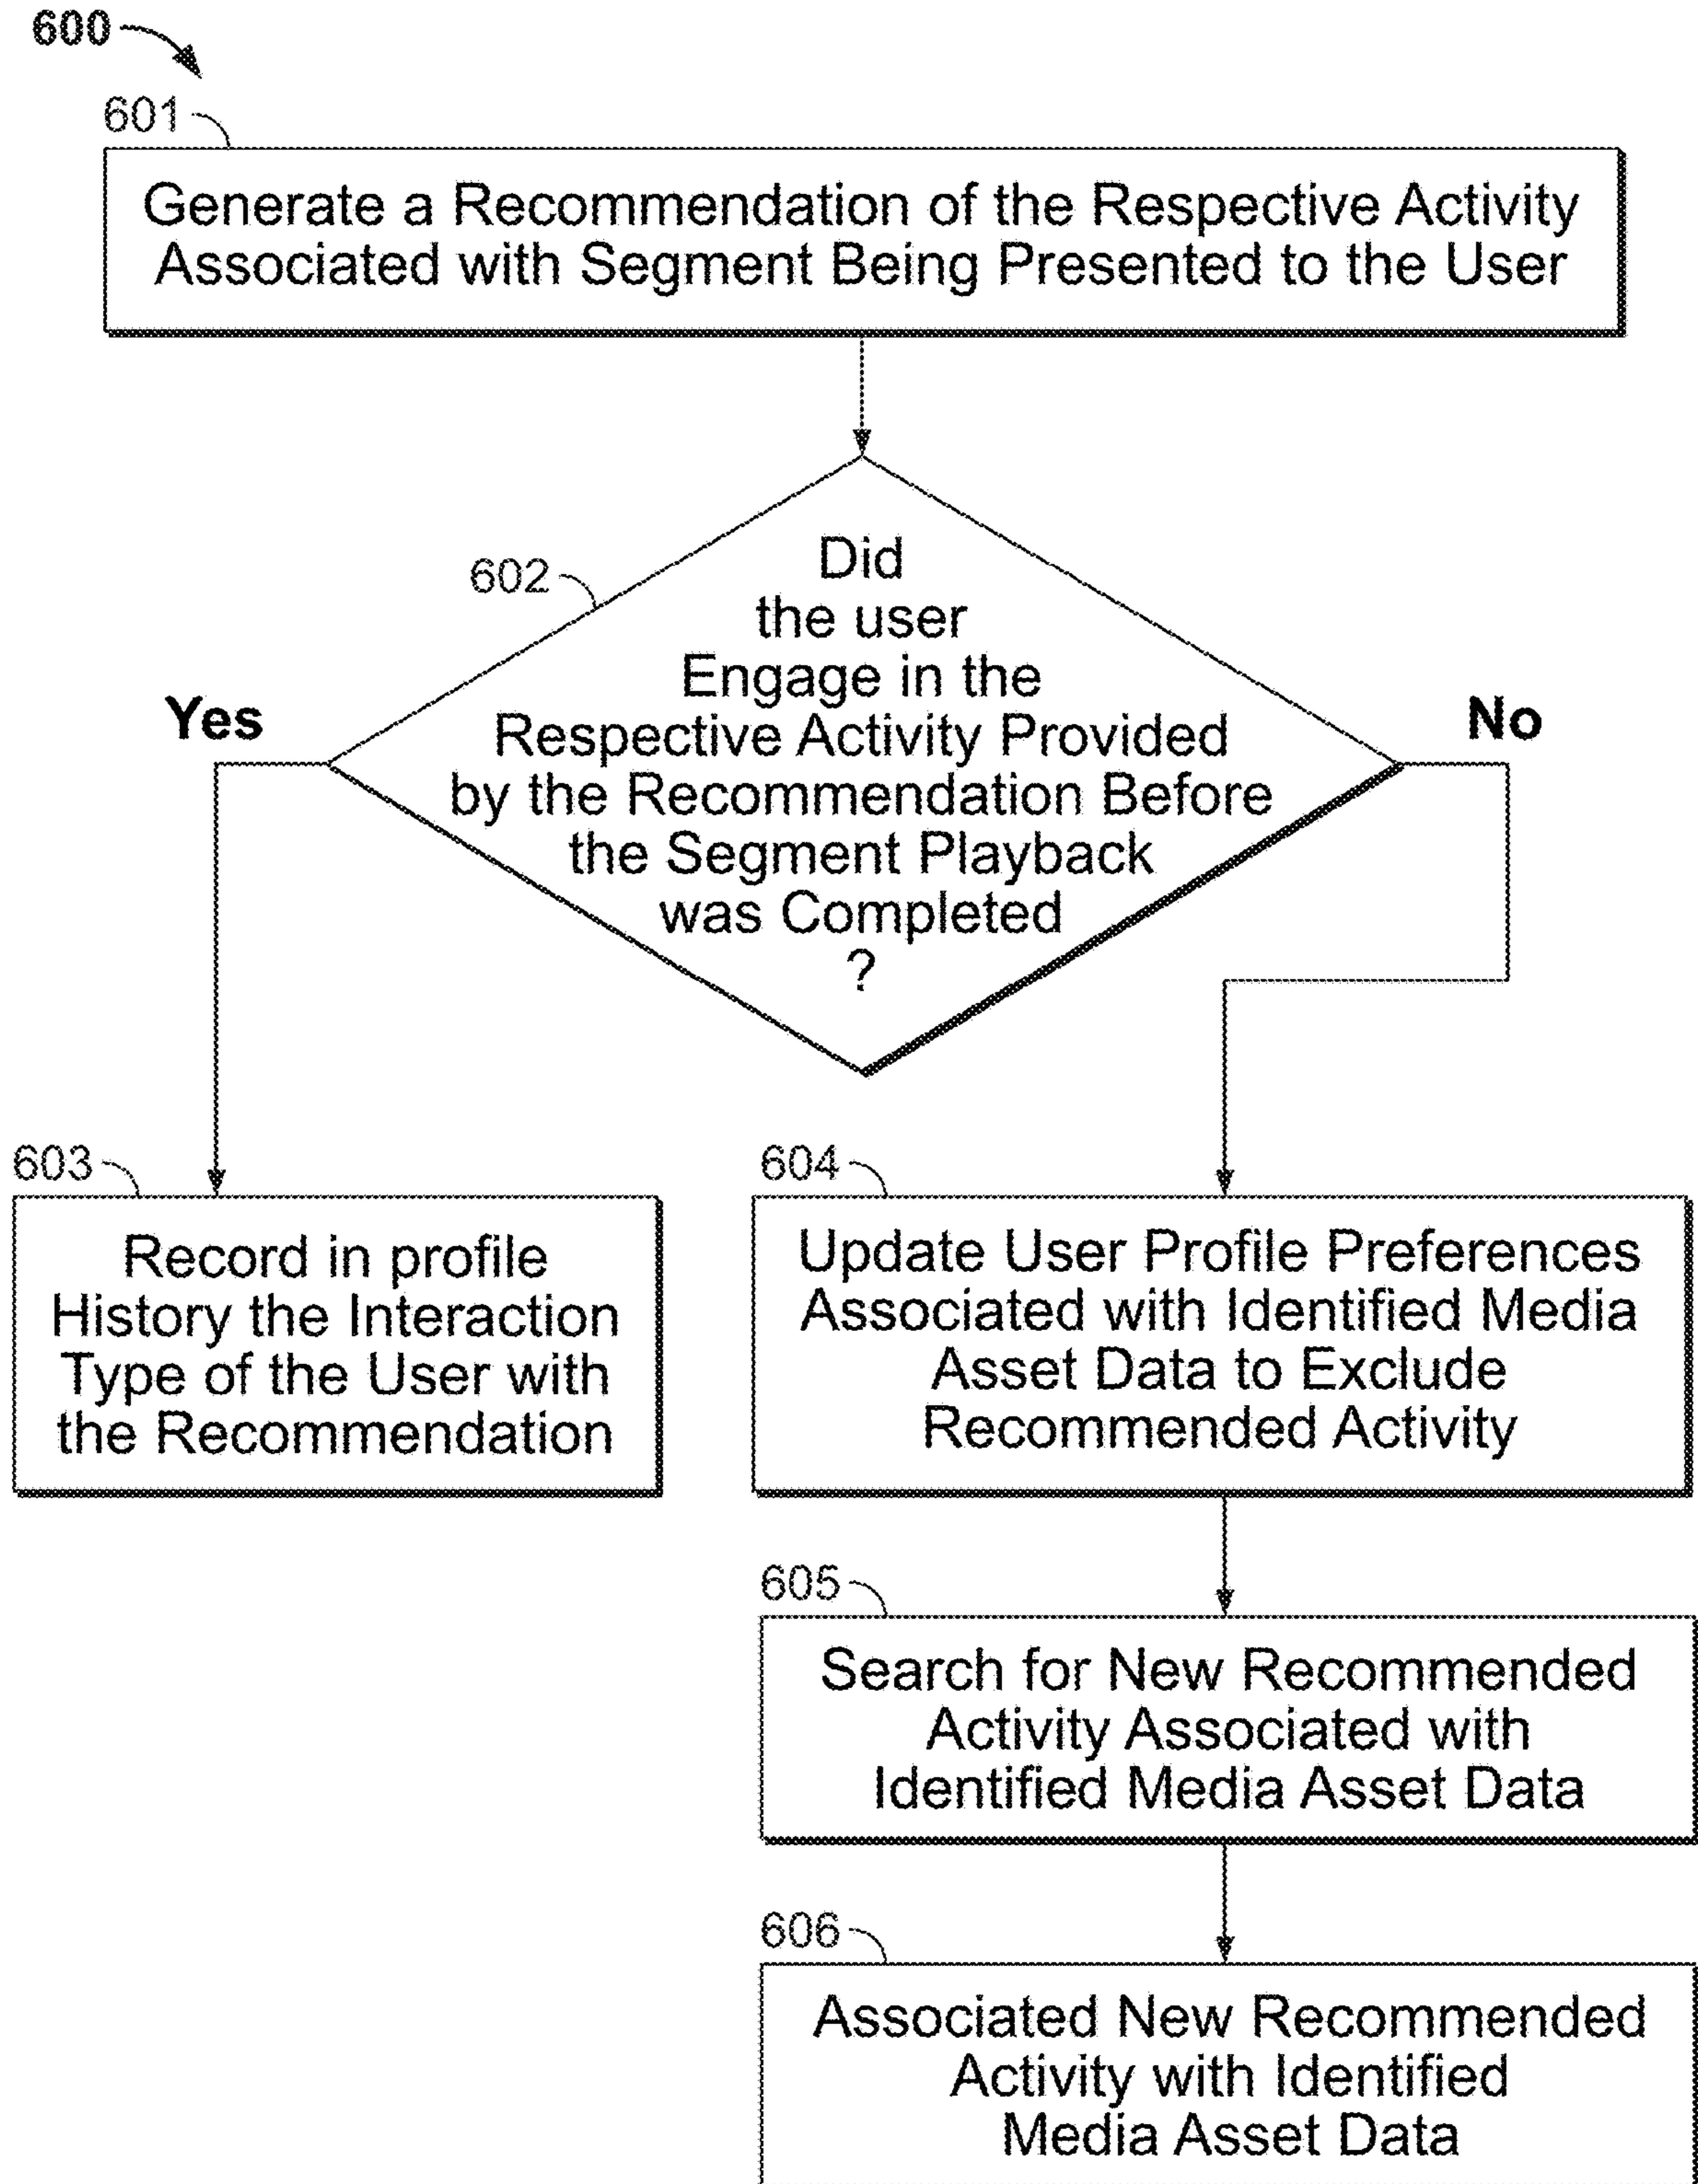 600
601
Generate a Recommendation of the Respective Activity
Associated with Segment Being Presented to the User
602
Did
the user
Engage in the
Respective Activity Provided
by the Recommendation Before
the Segment Playback
was Completed
?
Yes
No
603
Record in profile
History the Interaction
Type of the User with
the Recommendation
604
Update User Profile Preferences
Associated with Identified Media
Asset Data to Exclude
Recommended Activity
605
Search for New Recommended
Activity Associated with
Identified Media Asset Data
606
Associated New Recommended
Activity with Identified
Media Asset Data